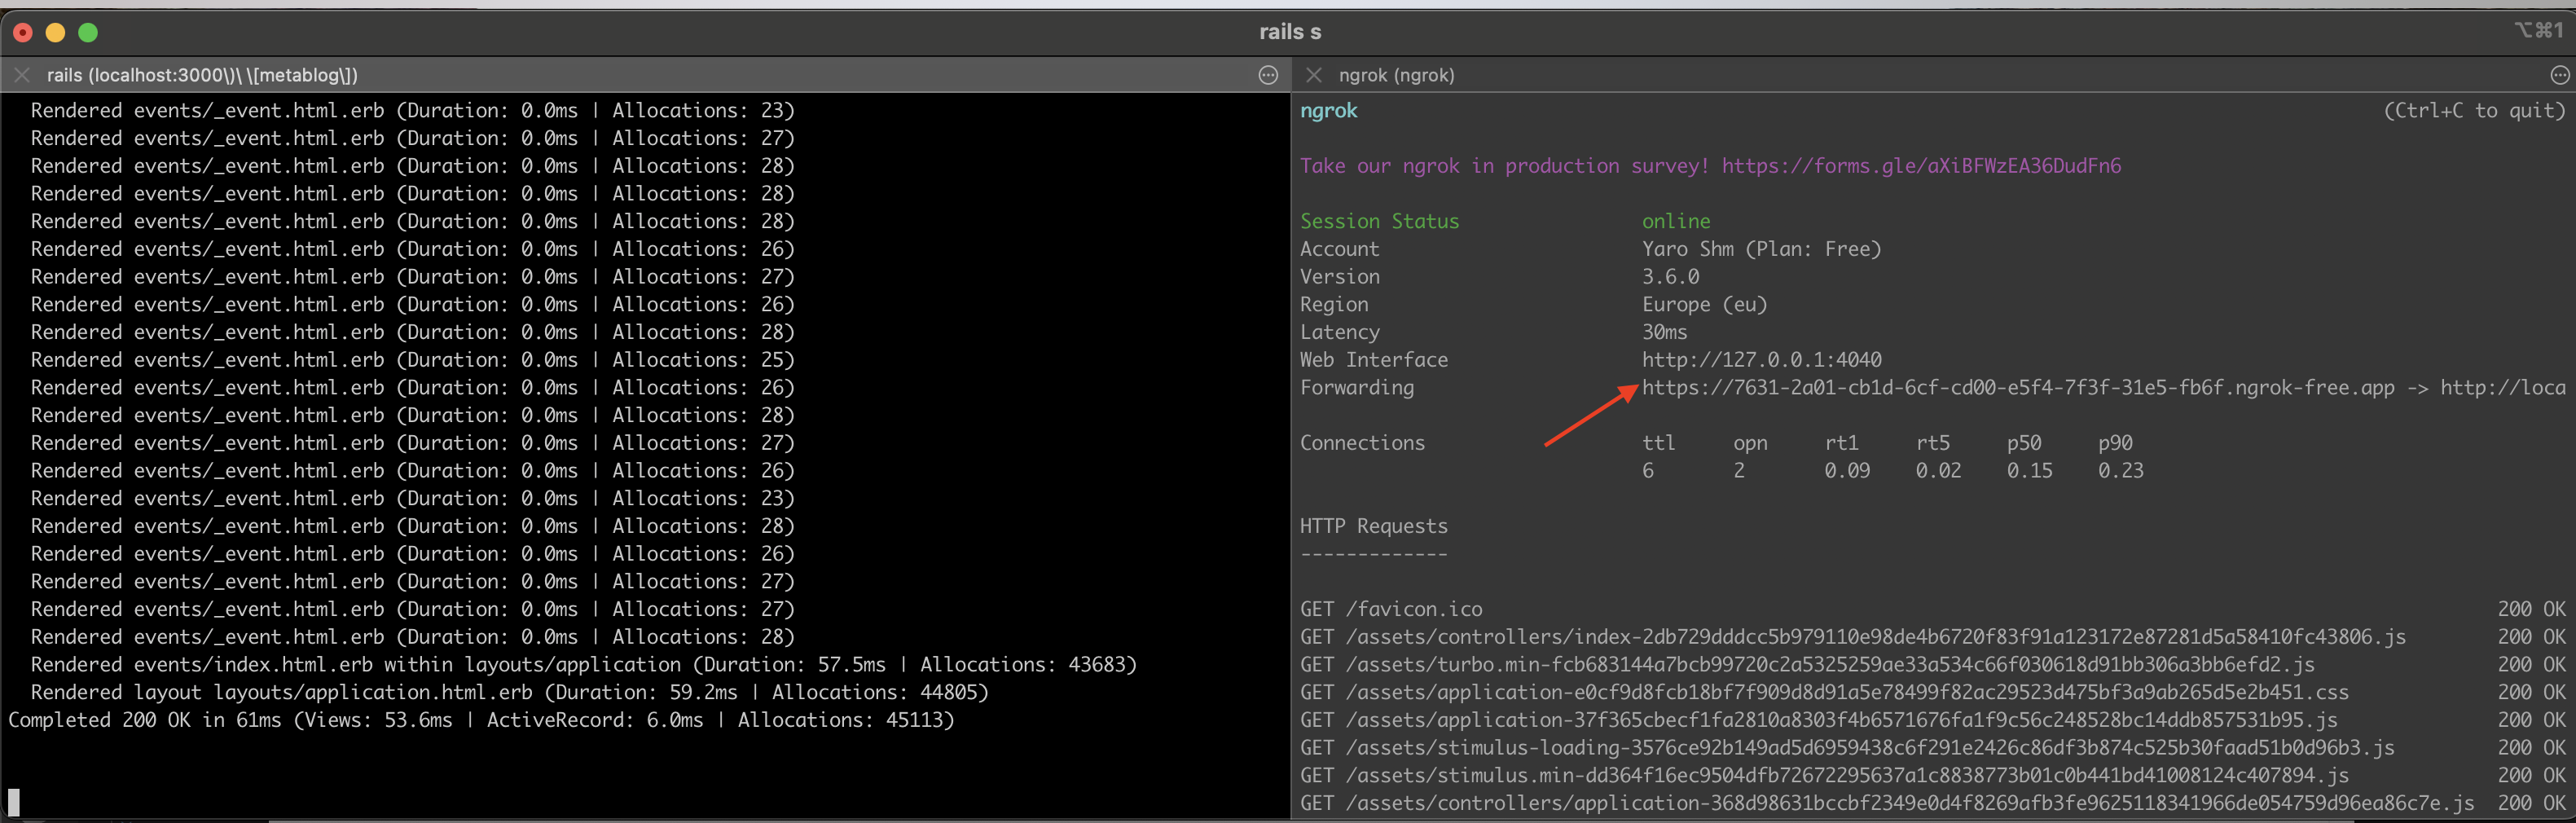 rails s
⌥⌘1
rails (localhost:3000\)\ \[metablog\])
Rendered events/_event.html.erb (Duration: 0.0ms | Allocations: 23)
Rendered events/_event.html.erb (Duration: 0.0ms | Allocations: 27)
Rendered events/_event.html.erb (Duration: 0.0ms | Allocations: 28)
Rendered events/_event.html.erb (Duration: 0.0ms | Allocations: 28)
Rendered events/_event.html.erb (Duration: 0.0ms | Allocations: 28)
Rendered events/_event.html.erb (Duration: 0.0ms | Allocations: 26)
Rendered events/_event.html.erb (Duration: 0.0ms | Allocations: 27)
Rendered events/_event.html.erb (Duration: 0.0ms | Allocations: 26)
Rendered events/_event.html.erb (Duration: 0.0ms | Allocations: 28)
Rendered events/_event.html.erb (Duration: 0.0ms | Allocations: 25)
Rendered events/_event.html.erb (Duration: 0.0ms | Allocations: 26)
Rendered events/_event.html.erb (Duration: 0.0ms | Allocations: 28)
Rendered events/_event.html.erb (Duration: 0.0ms | Allocations: 27)
Rendered events/_event.html.erb (Duration: 0.0ms | Allocations: 26)
Rendered events/_event.html.erb (Duration: 0.0ms | Allocations: 23)
Rendered events/_event.html.erb (Duration: 0.0ms | Allocations: 28)
Rendered events/_event.html.erb (Duration: 0.0ms | Allocations: 26)
Rendered events/_event.html.erb (Duration: 0.0ms | Allocations: 27)
Rendered events/_event.html.erb (Duration: 0.0ms | Allocations: 27)
Rendered events/_event.html.erb (Duration: 0.0ms | Allocations: 28)
Rendered events/index.html.erb within layouts/application (Duration: 57.5ms | Allocations: 43683)
Rendered layout layouts/application.html.erb (Duration: 59.2ms | Allocations: 44805)
Completed 200 OK in 61ms (Views: 53.6ms | ActiveRecord: 6.0ms | Allocations: 45113)
ngrok (ngrok)
ngrok (Ctrl+C to quit)
Take our ngrok in production survey! https://forms.gle/aXiBFWzEA36DudFn6
Session Status online
Account Yaro Shm (Plan: Free)
Version 3.6.0
Region Europe (eu)
Latency 30ms
Web Interface http://127.0.0.1:4040
Forwarding https://7631-2a01-cb1d-6cf-cd00-e5f4-7f3f-31e5-fb6f.ngrok-free.app -> http://loca
Connections ttl opn rt1 rt5 p50 p90
6 2 0.09 0.02 0.15 0.23
HTTP Requests
-------------
GET /favicon.ico 200 OK
GET /assets/controllers/index-2db729dddcc5b979110e98de4b6720f83f91a123172e87281d5a58410fc43806.js 200 OK
GET /assets/turbo.min-fcb683144a7bcb99720c2a5325259ae33a534c66f030618d91bb306a3bb6efd2.js 200 OK
GET /assets/application-e0cf9d8fcb18bf7f909d8d91a5e78499f82ac29523d475bf3a9ab265d5e2b451.css 200 OK
GET /assets/application-37f365cbecf1fa2810a8303f4b6571676fa1f9c56c248528bc14ddb857531b95.js 200 OK
GET /assets/stimulus-loading-3576ce92b149ad5d6959438c6f291e2426c86df3b874c525b30faad51b0d96b3.js 200 OK
GET /assets/stimulus.min-dd364f16ec9504dfb72672295637a1c8838773b01c0b441bd41008124c407894.js 200 OK
GET /assets/controllers/application-368d98631bccbf2349e0d4f8269afb3fe9625118341966de054759d96ea86c7e.js 200 OK